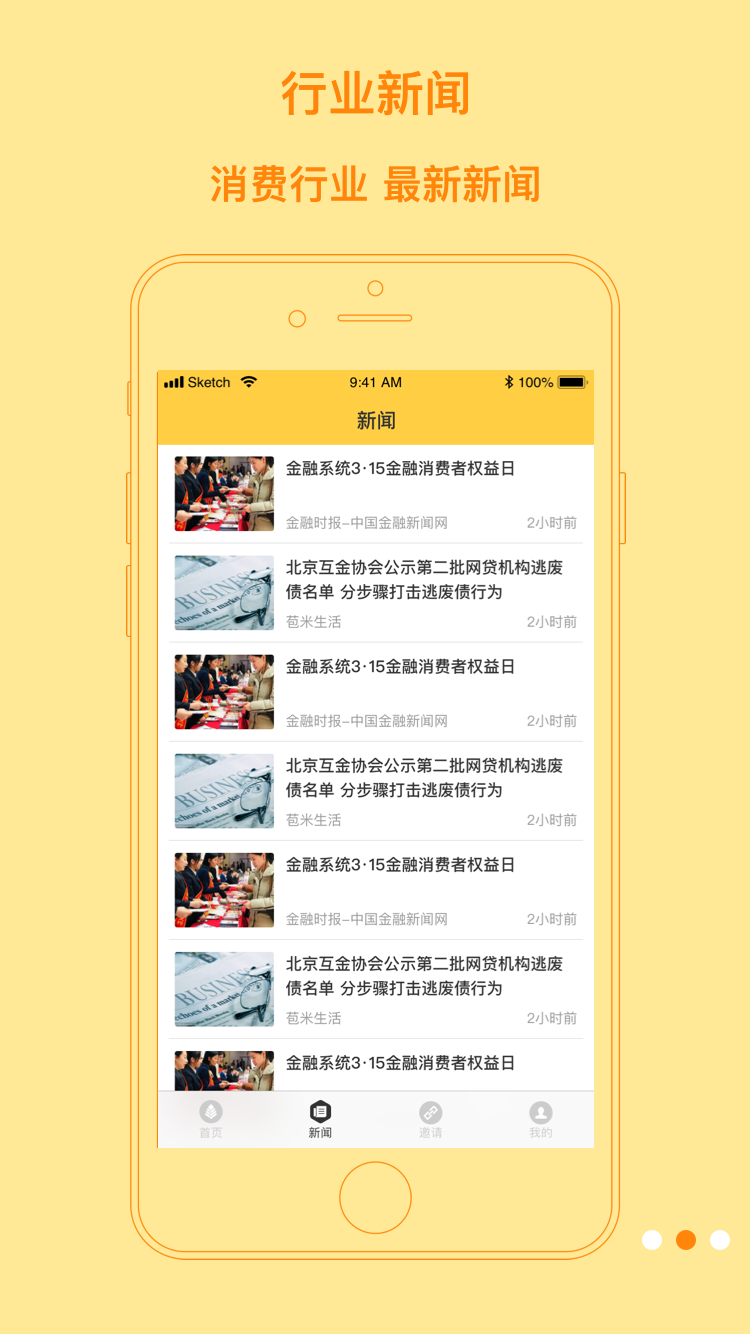 行业新闻
消费行业 最新新闻
Sketch 9:41 AM 100%
新闻
金融系统3·15金融消费者权益日
金融时报-中国金融新闻网 2小时前
BUSINESS
echoes of a market
北京互金协会公示第二批网贷机构逃废
债名单 分步骤打击逃废债行为
苞米生活 2小时前
金融系统3·15金融消费者权益日
金融时报-中国金融新闻网 2小时前
BUSINESS
echoes of a market
北京互金协会公示第二批网贷机构逃废
债名单 分步骤打击逃废债行为
苞米生活 2小时前
金融系统3·15金融消费者权益日
金融时报-中国金融新闻网 2小时前
BUSINESS
echoes of a market
北京互金协会公示第二批网贷机构逃废
债名单 分步骤打击逃废债行为
苞米生活 2小时前
金融系统3·15金融消费者权益日
首页 新闻 邀请 我的